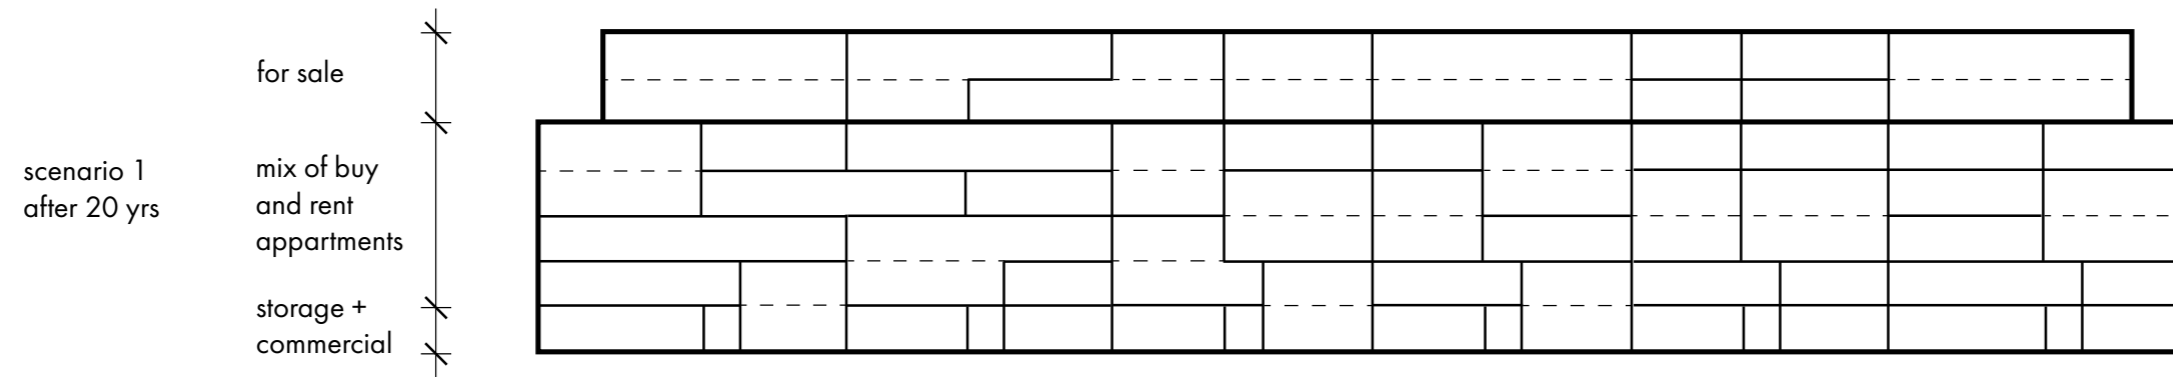 for sale
scenario 1
after 20 yrs
mix of buy
and rent
appartments
storage +
commercial